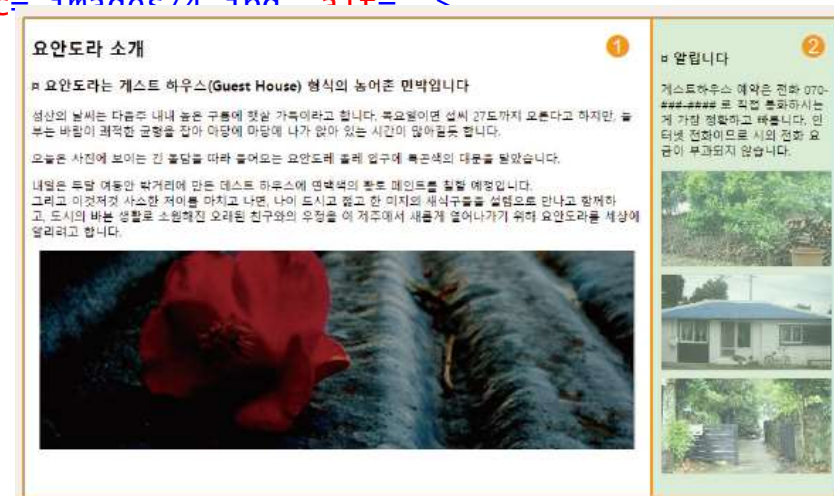 요안도라 소개
1
¤ 요안도라는 게스트 하우스(Guest House) 형식의 농어촌 민박입니다
성산의 날씨는 다음주 내내 높은 구름에 햇살 가득이라고 합니다. 목요일이면 섭씨 27도까지 오른다고 하지만, 늘
부는 바람이 쾌적한 균형을 잡아 마당에 마당에 나가 앉아 있는 시간이 많아질듯 합니다.
오늘은 사진에 보이는 긴 돌담을 따라 들어오는 요안도레 올레 입구에 톡곤색의 대문을 달았습니다.
내일은 두달 여동안 밖거리에 만든 데스트 하우스에 연백색의 황토 페인트를 칠할 예정입니다.
그리고 이것저것 사소한 저이를 마치고 나면, 나이 드시고 젊고 한 미지의 새식구들을 설렘으로 만나고 함께하
고, 도시의 바쁜 생활로 소원해진 오래된 친구와의 우정을 이 제주에서 새롭게 열어나가기 위해 요안도라를 세상에
알리려고 합니다.
2
¤ 알립니다
게스트하우스 예약은 전화 070-
###-#### 로 직접 통화하시는
게 가장 정확하고 빠릅니다. 인
터넷 전화이므로 시외 전화 요
금이 부과되지 않습니다.